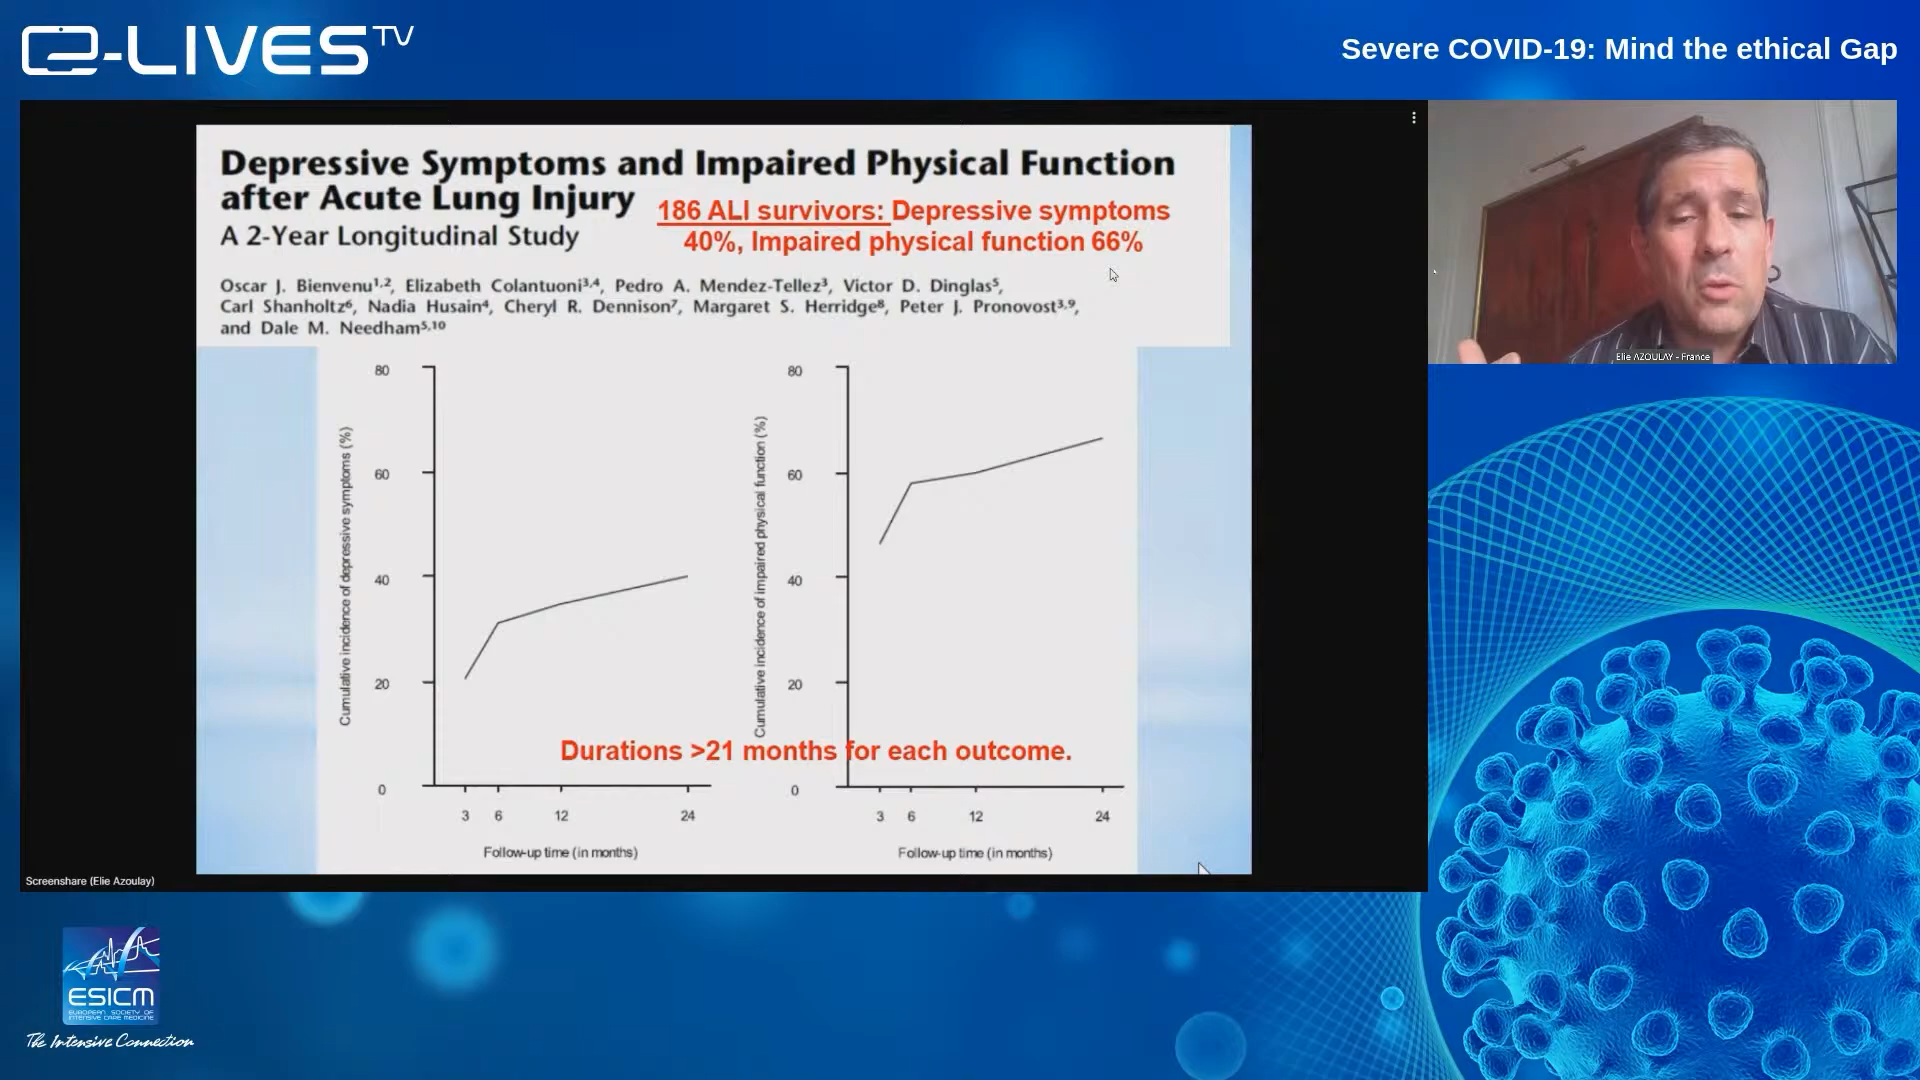 e-LIVES TV
Severe COVID-19: Mind the ethical Gap
Depressive Symptoms and Impaired Physical Function
after Acute Lung Injury
186 ALI survivors: Depressive symptoms
40%, Impaired physical function 66%
A 2-Year Longitudinal Study
Oscar J. Bienvenu1,2, Elizabeth Colantuoni3,4, Pedro A. Mendez-Tellez3, Victor D. Dinglas5,
Carl Shanholtz6, Nadia Husain4, Cheryl R. Dennison7, Margaret S. Herridge8, Peter J. Pronovost3,9,
and Dale M. Needham5,10
Cumulative incidence of depressive symptoms (%)
80
60
40
20
0
3 6 12 24
Follow-up time (in months)
Cumulative incidence of impaired physical function (%)
80
60
40
20
0
3 6 12 24
Follow-up time (in months)
Durations >21 months for each outcome.
Elie AZOULAY - France
Screenshare (Elie Azoulay)
ESICM
EUROPEAN SOCIETY OF
INTENSIVE CARE MEDICINE
The Intensive Connection